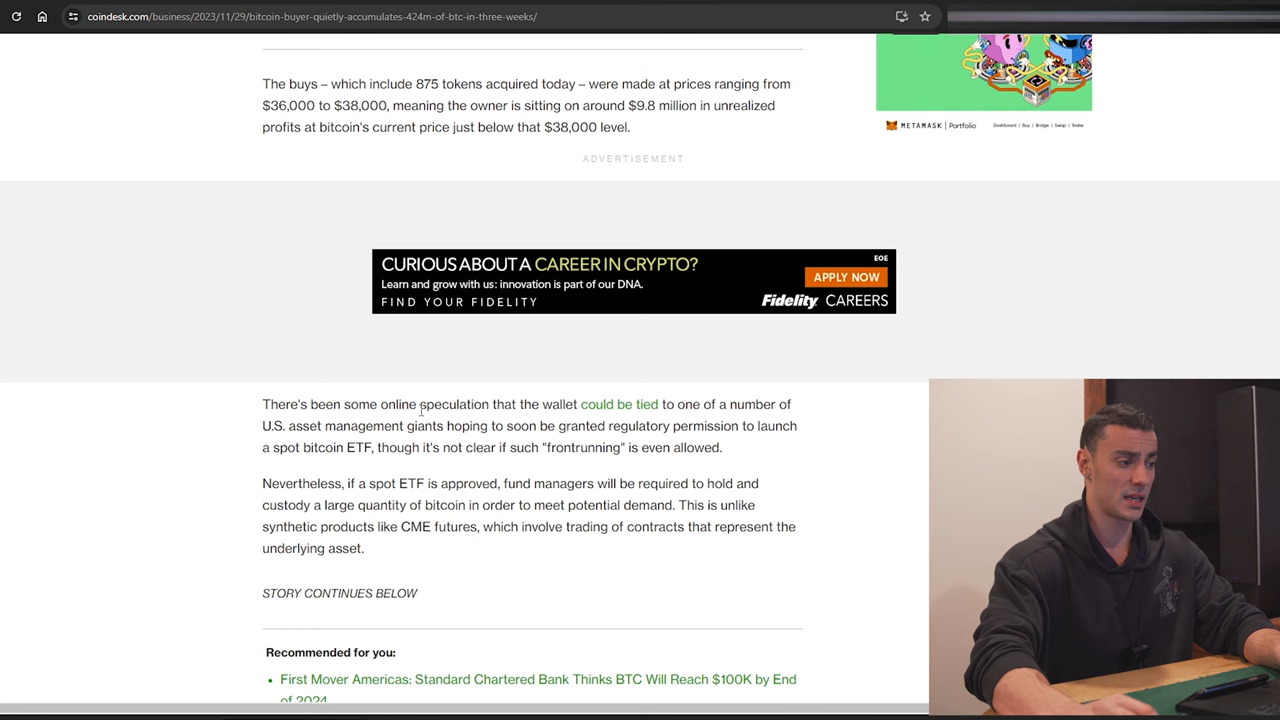 coindesk.com/business/2023/11/29/bitcoin-buyer-quietly-accumulates-424m-of-btc-in-three-weeks/
The buys – which include 875 tokens acquired today – were made at prices ranging from
$36,000 to $38,000, meaning the owner is sitting on around $9.8 million in unrealized
profits at bitcoin's current price just below that $38,000 level.
METAMASK | Portfolio
Dashboard | Buy | Bridge | Swap | Stake
ADVERTISEMENT
CURIOUS ABOUT A CAREER IN CRYPTO?
EOE
Learn and grow with us: innovation is part of our DNA.
APPLY NOW
FIND YOUR FIDELITY
Fidelity CAREERS
There's been some online speculation that the wallet could be tied to one of a number of
U.S. asset management giants hoping to soon be granted regulatory permission to launch
a spot bitcoin ETF, though it's not clear if such "frontrunning" is even allowed.
Nevertheless, if a spot ETF is approved, fund managers will be required to hold and
custody a large quantity of bitcoin in order to meet potential demand. This is unlike
synthetic products like CME futures, which involve trading of contracts that represent the
underlying asset.
STORY CONTINUES BELOW
Recommended for you:
• First Mover Americas: Standard Chartered Bank Thinks BTC Will Reach $100K by End
of 2024